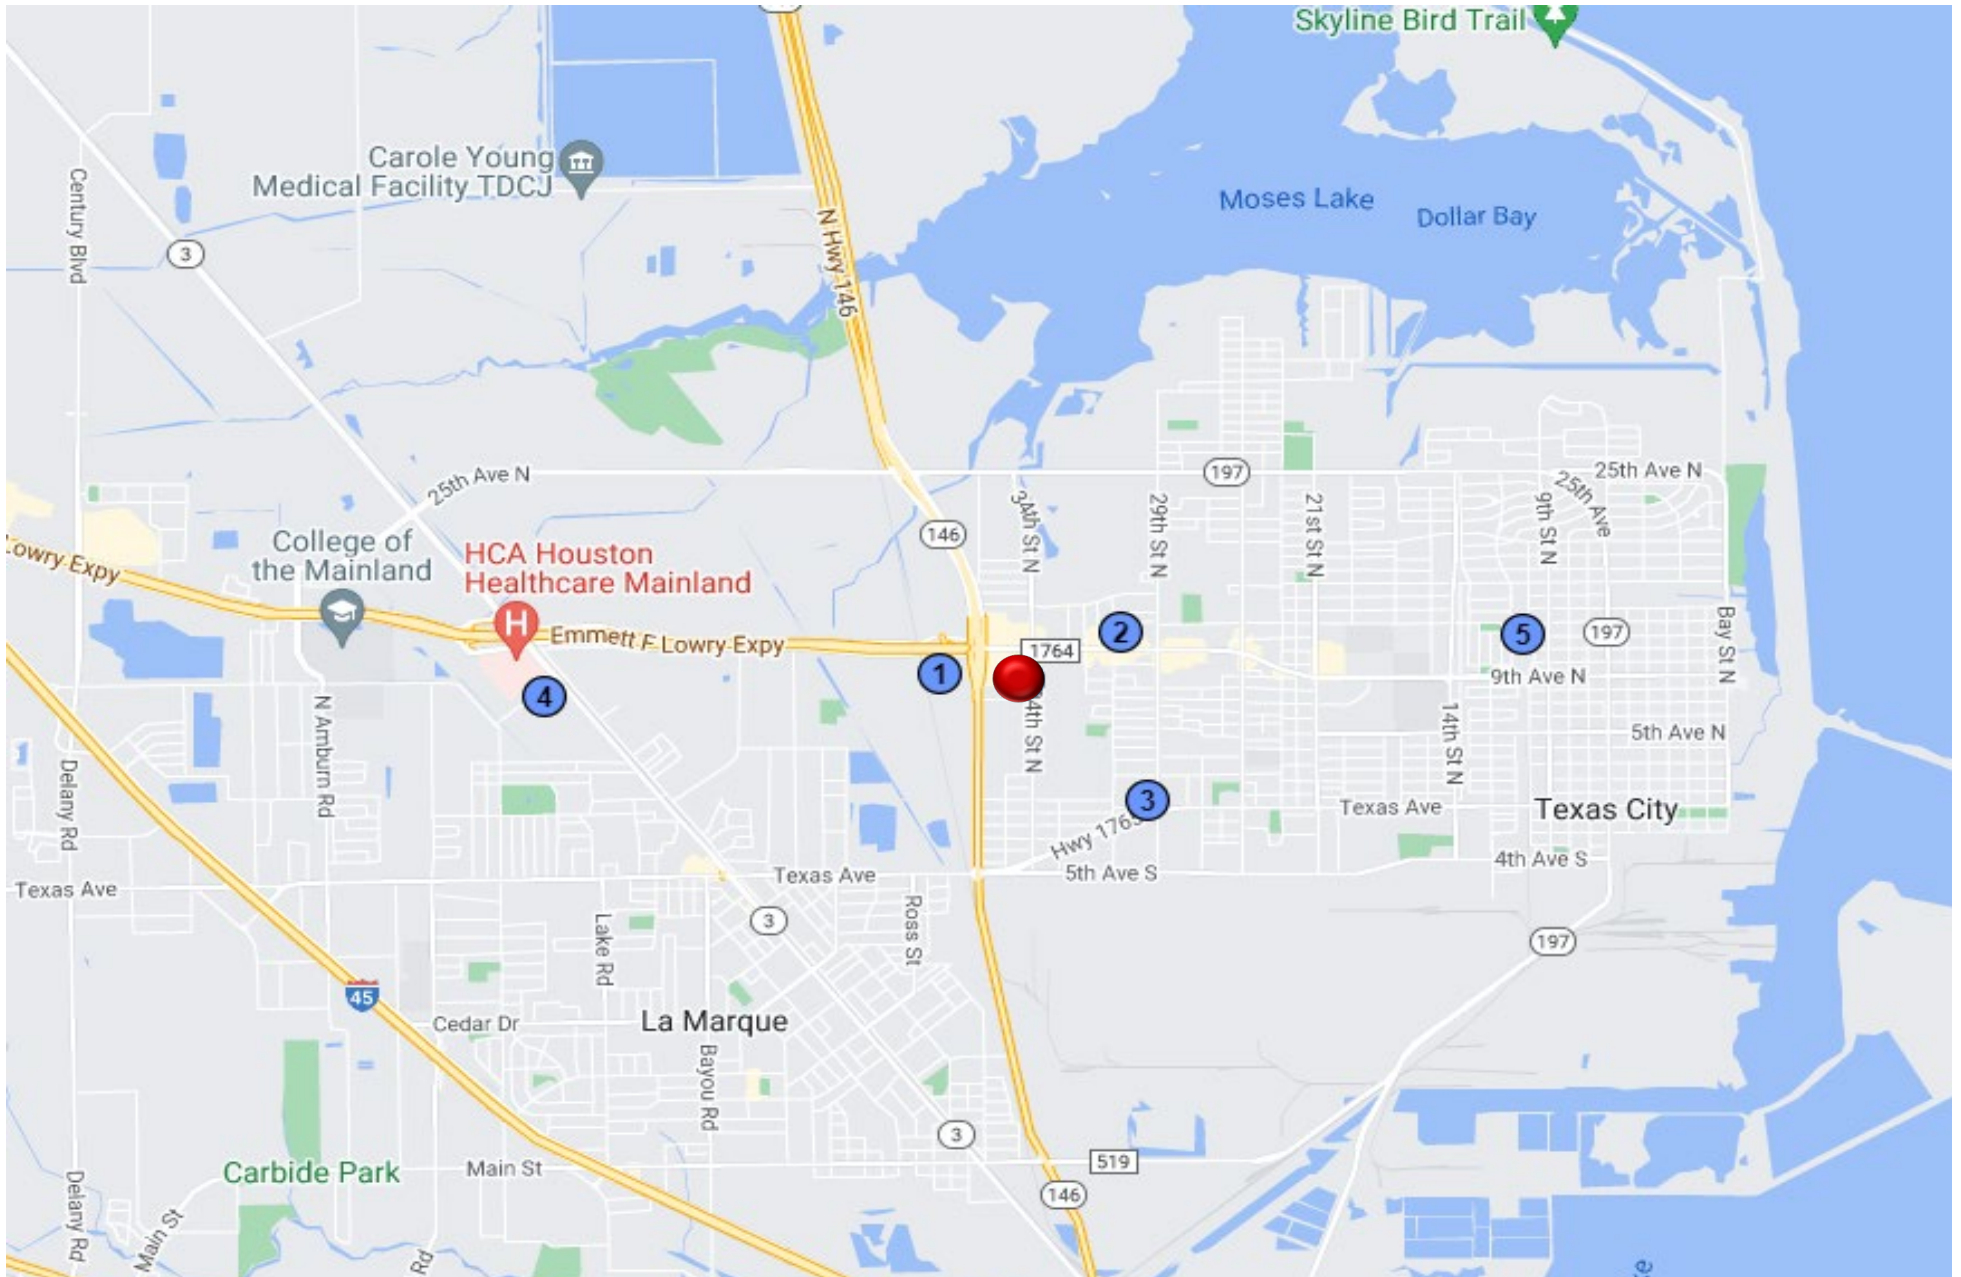 Skyline Bird Trail
Carole Young
Medical Facility TDCJ
Century Blvd
3
N Hwy 146
Moses Lake
Dollar Bay
25th Ave N
197
25th Ave N
25th Ave
34th St N
29th St N
21st St N
9th St N
146
College of
the Mainland
HCA Houston
Healthcare Mainland
H
Lowry Expy
Emmett F Lowry Expy
1764
1
2
5
197
Bay St N
9th Ave N
4
N Amburn Rd
34th St N
14th St N
5th Ave N
Delany Rd
3
Texas Ave
Texas City
Hwy 1765
4th Ave S
Texas Ave
Texas Ave
5th Ave S
3
Lake Rd
Ross St
197
45
Cedar Dr
La Marque
Bayou Rd
3
Carbide Park
Main St
519
146
Delany Rd
Main St
Rd